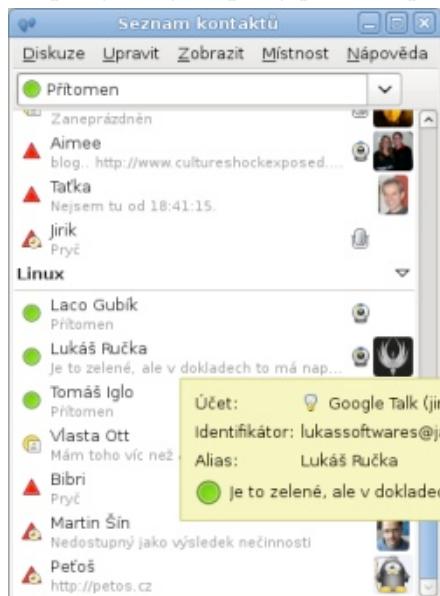 Seznam kontaktů
Diskuze Upravit Zobrazit Místnost Nápověda
Přítomen
Zaneprázdněn
Aimee
blog.. http://www.cultureshockexposed....
Taťka
Nejsem tu od 18:41:15.
Jirik
Pryč
Linux
Laco Gubík
Přítomen
Lukáš Ručka
Je to zelené, ale v dokladech to má nap...
Tomáš Iglo
Přítomen
Vlasta Ott
Mám toho víc než
Bibri
Pryč
Martin Šín
Nedostupný jako výsledek nečinnosti
Peťoš
http://petos.cz
Účet: Google Talk (jir
Identifikátor: lukassoftwares@ja
Alias: Lukáš Ručka
Je to zelené, ale v dokladec